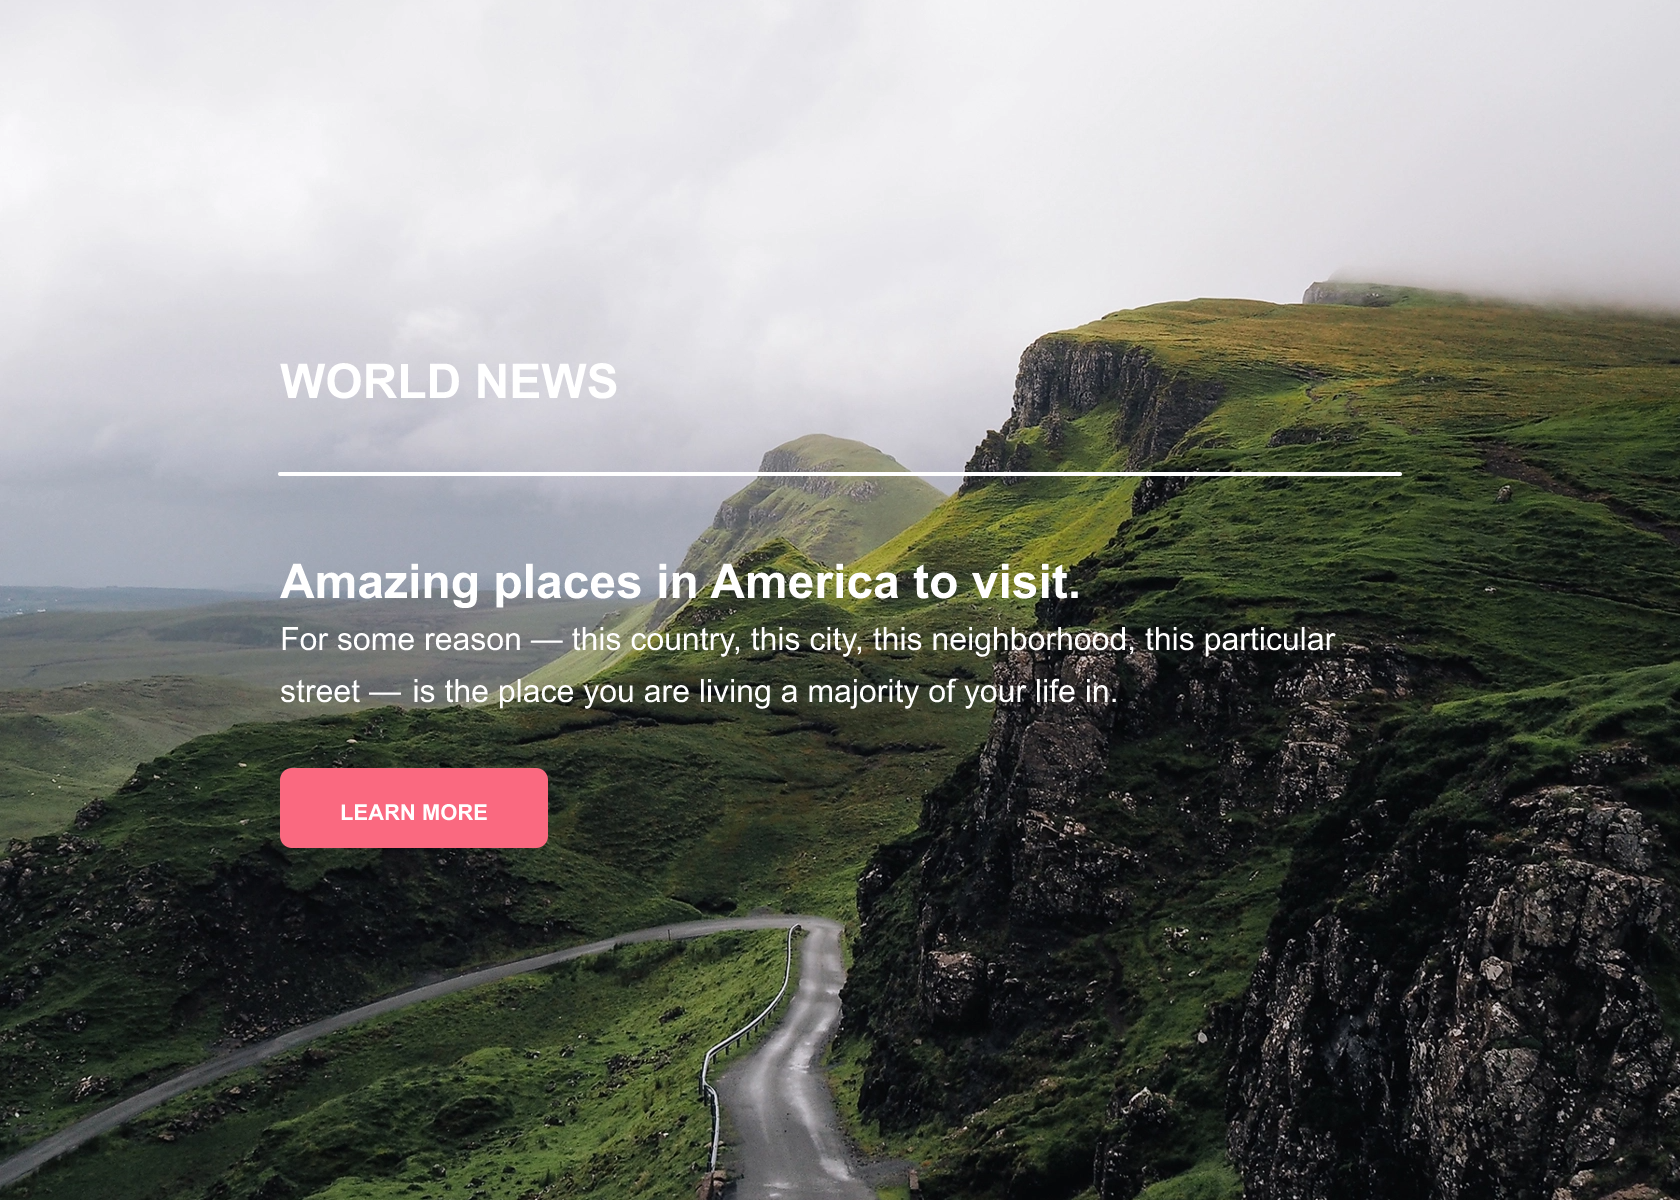 WORLD NEWS
Amazing places in America to visit.
For some reason — this country, this city, this neighborhood, this particular
street — is the place you are living a majority of your life in.
LEARN MORE